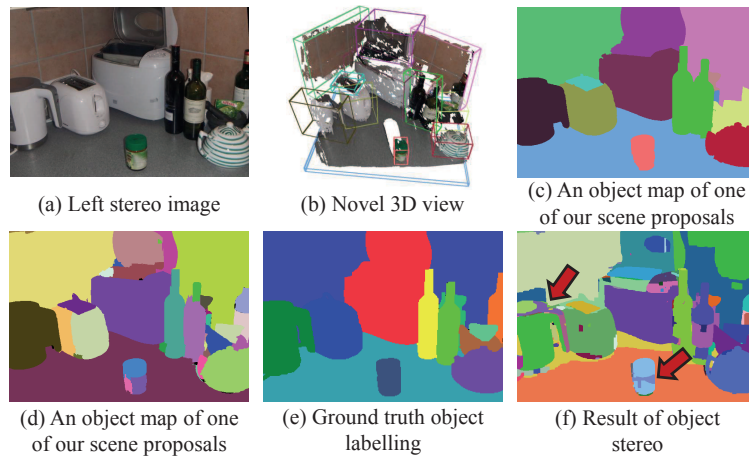 (a) Left stereo image
(b) Novel 3D view
(c) An object map of one
of our scene proposals
(d) An object map of one
of our scene proposals
(e) Ground truth object
labelling
(f) Result of object
stereo